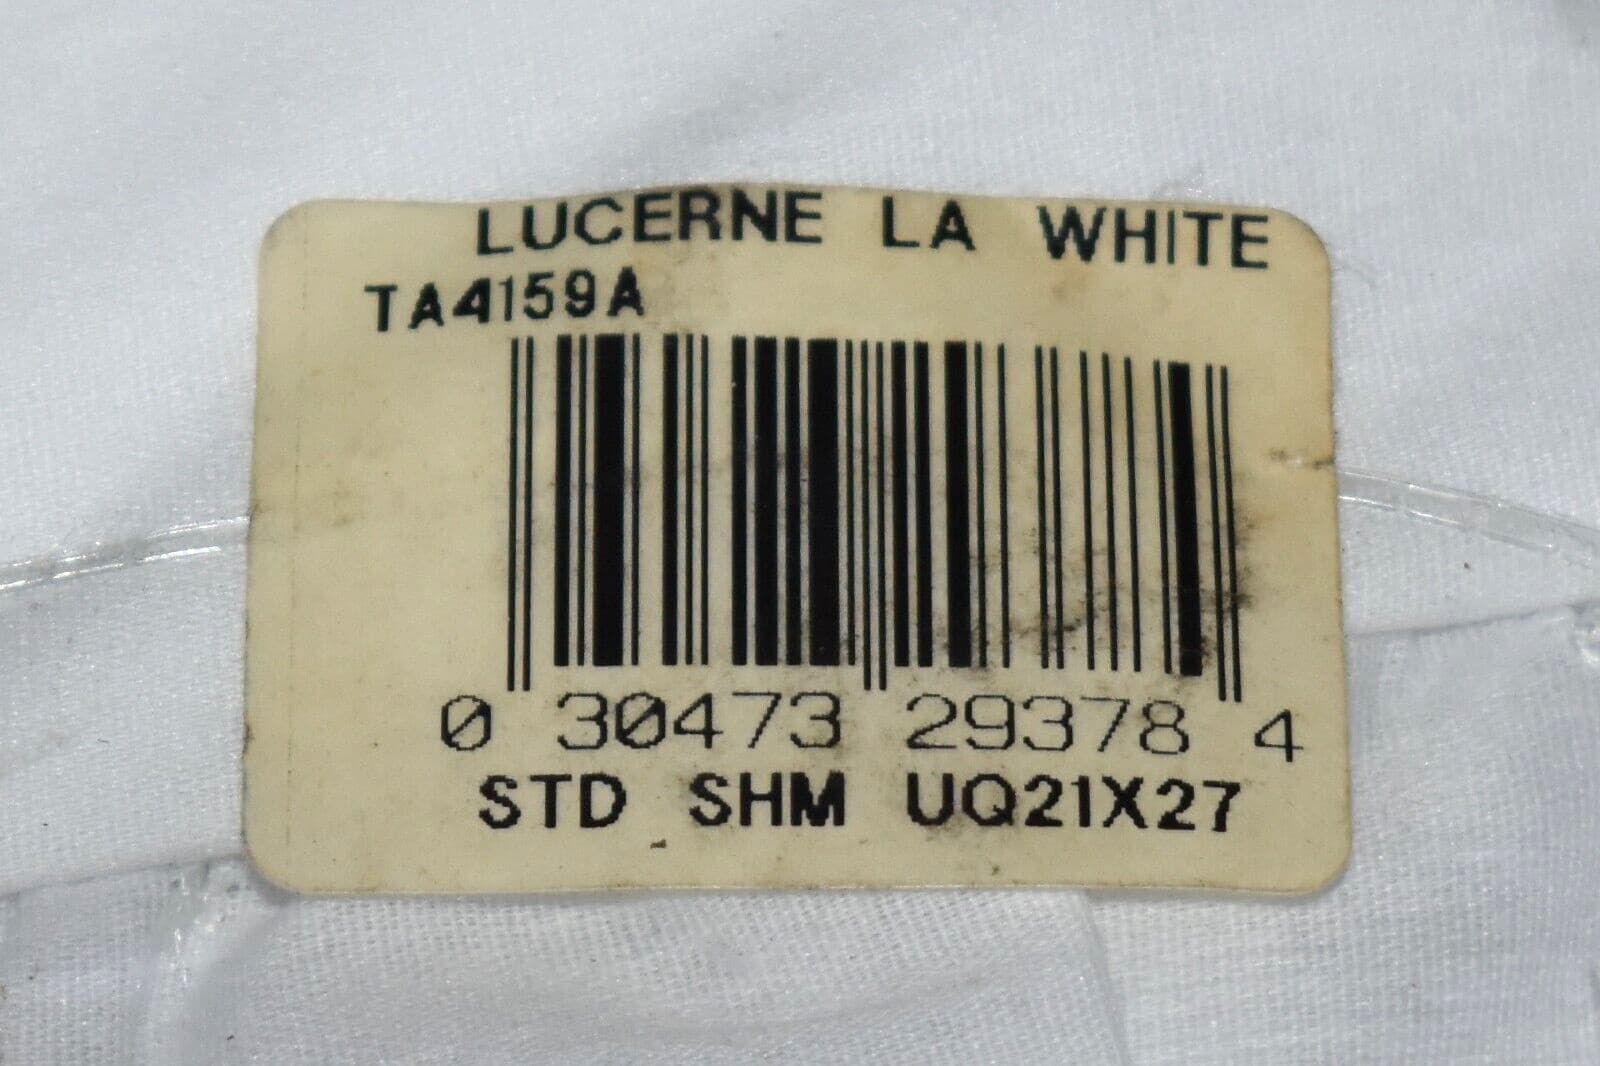 LUCERNE LA WHITE
TA4159A
0 30473 29378 4
STD SHM UQ21X27